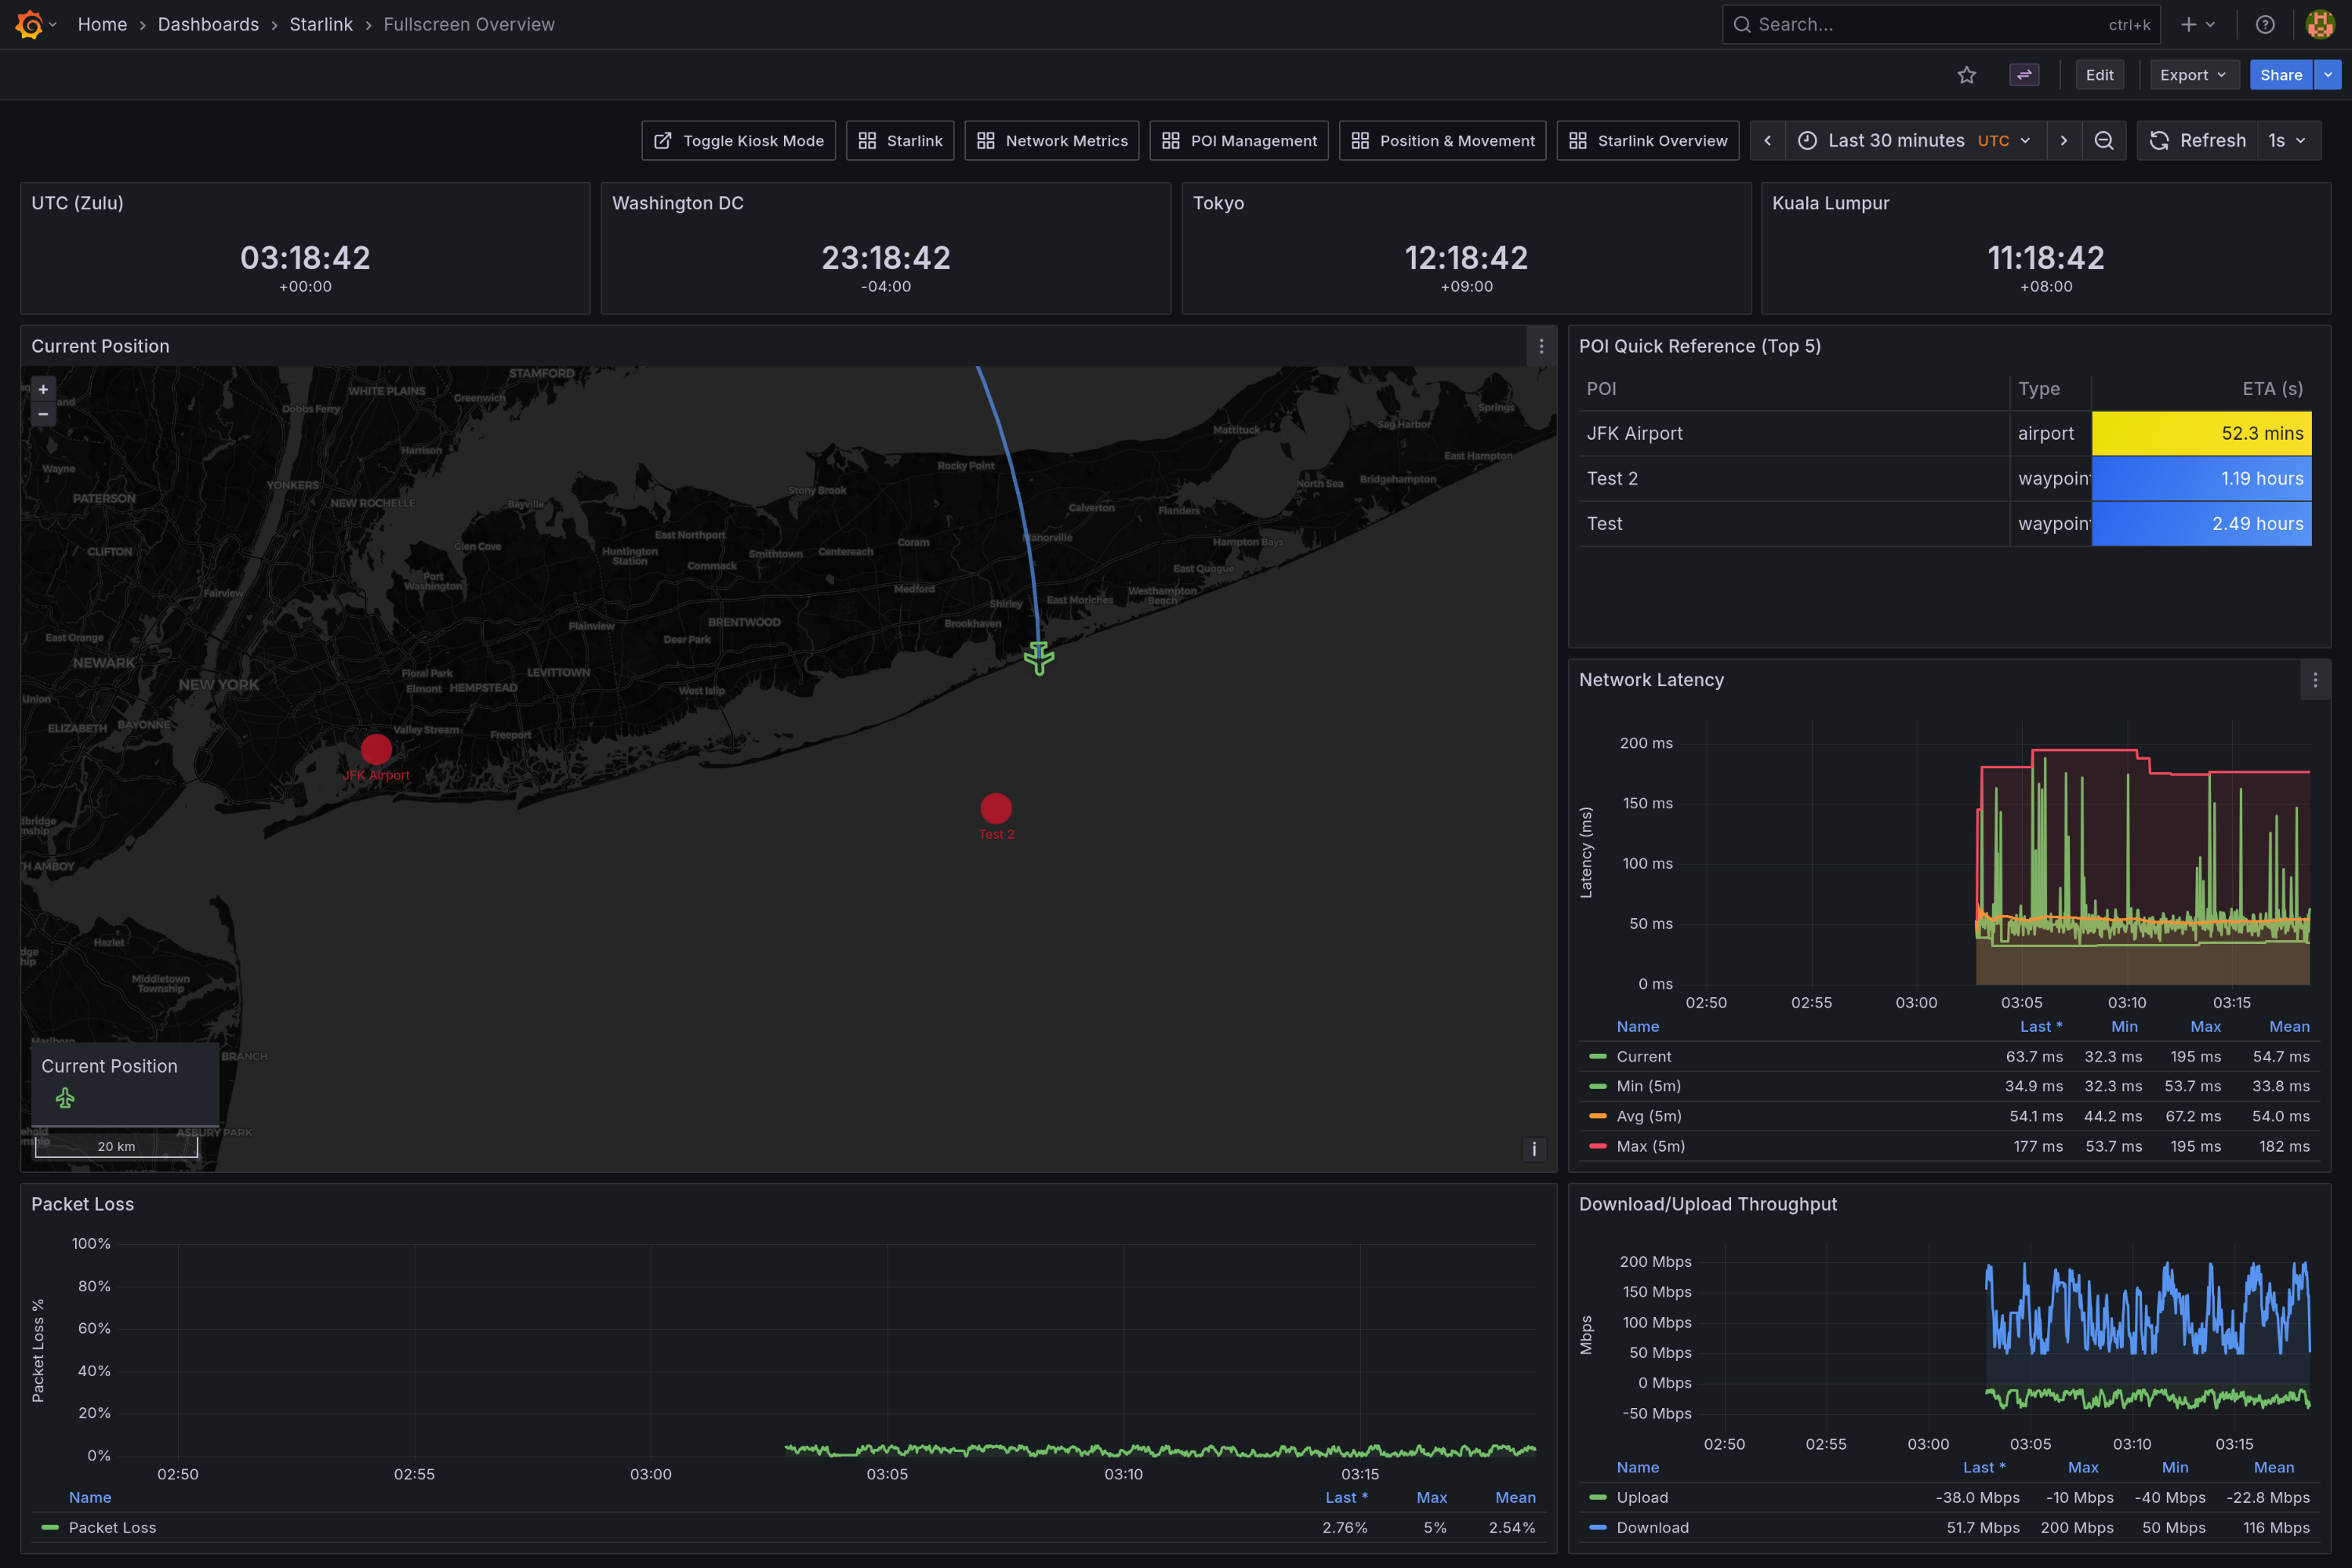 Home › Dashboards › Starlink › Fullscreen Overview
Search... ctrl+k
Edit Export Share
Toggle Kiosk Mode Starlink Network Metrics POI Management Position & Movement Starlink Overview Last 30 minutes UTC Refresh 1s
UTC (Zulu)
03:18:42
+00:00
Washington DC
23:18:42
-04:00
Tokyo
12:18:42
+09:00
Kuala Lumpur
11:18:42
+08:00
Current Position
+
−
STAMFORD
WHITE PLAINS
Greenwich
Dobbs Ferry
Harrison
Wayne
YONKERS
PATERSON
NEW ROCHELLE
Bayville
Stony Brook
Rocky Point
Mattituck
Springs
Sag Harbor
East Hampton
North Sea
Bridgehampton
Calverton
Flanders
CLIFTON
Glen Cove
East Northport
Huntington
Station
Smithtown
Centereach
Coram
Manorville
Hampton Bays
Commack
East Quogue
Port
Washington
Fairview
Medford
Shirley
East Moriches
Westhampton
Beach
Plainview
BRENTWOOD
Brookhaven
East Orange
Deer Park
NEWARK
Floral Park
LEVITTOWN
NEW YORK
Elmont
HEMPSTEAD
West Islip
Union
ELIZABETH
BAYONNE
Valley Stream
Freeport
JFK Airport
Test 2
dbridge
nship
TH AMBOY
Hazlet
dge
hip
Middletown
Township
Marlboro
BRANCH
Current Position
ASBURY PARK
ehold
nship
20 km
i
POI Quick Reference (Top 5)
POI Type ETA (s)
JFK Airport airport 52.3 mins
Test 2 waypoin 1.19 hours
Test waypoin 2.49 hours
Network Latency
Latency (ms)
200 ms
150 ms
100 ms
50 ms
0 ms
02:50 02:55 03:00 03:05 03:10 03:15
Name Last * Min Max Mean
Current 63.7 ms 32.3 ms 195 ms 54.7 ms
Min (5m) 34.9 ms 32.3 ms 53.7 ms 33.8 ms
Avg (5m) 54.1 ms 44.2 ms 67.2 ms 54.0 ms
Max (5m) 177 ms 53.7 ms 195 ms 182 ms
Packet Loss
Packet Loss %
100%
80%
60%
40%
20%
0%
02:50 02:55 03:00 03:05 03:10 03:15
Name Last * Max Mean
Packet Loss 2.76% 5% 2.54%
Download/Upload Throughput
Mbps
200 Mbps
150 Mbps
100 Mbps
50 Mbps
0 Mbps
-50 Mbps
02:50 02:55 03:00 03:05 03:10 03:15
Name Last * Max Min Mean
Upload -38.0 Mbps -10 Mbps -40 Mbps -22.8 Mbps
Download 51.7 Mbps 200 Mbps 50 Mbps 116 Mbps